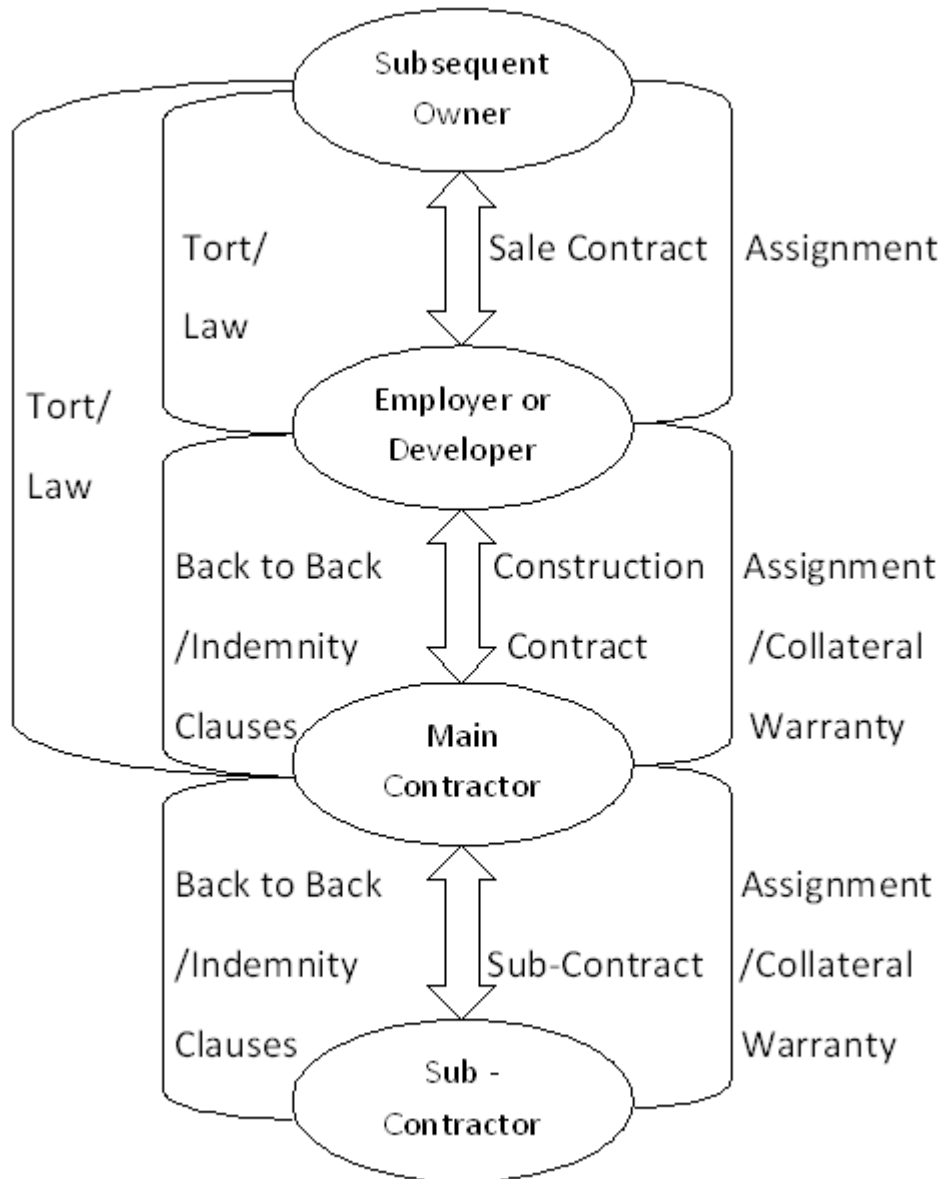 Subsequent
Owner
Tort/
Law
Sale Contract
Assignment
Tort/
Law
Employer or
Developer
Back to Back
/Indemnity
Clauses
Construction
Contract
Assignment
/Collateral
Warranty
Main
Contractor
Back to Back
/Indemnity
Clauses
Sub-Contract
Assignment
/Collateral
Warranty
Sub -
Contractor